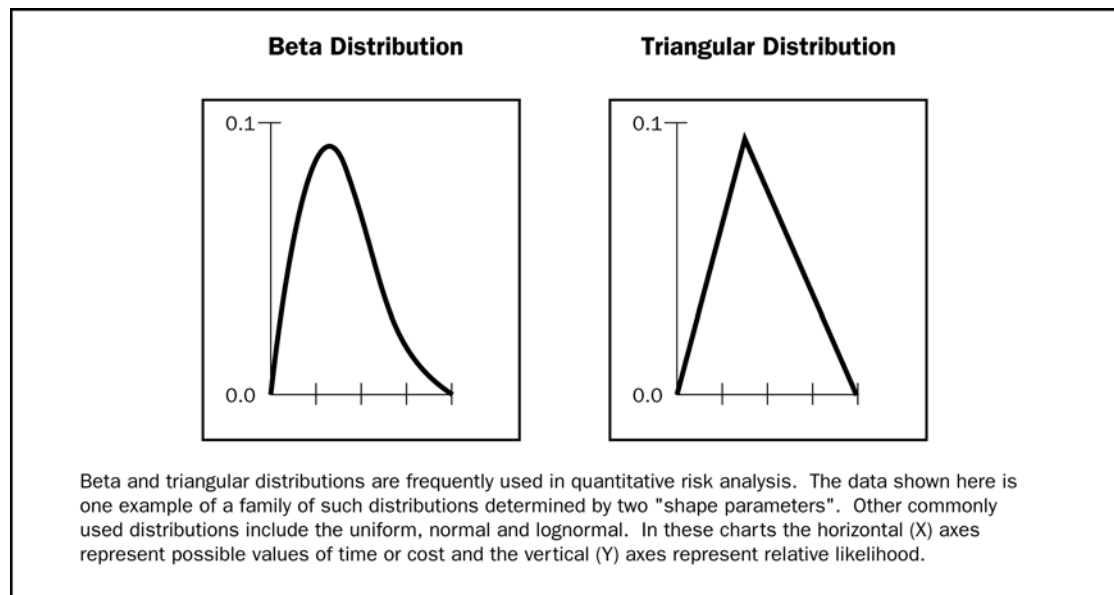 Beta Distribution
Triangular Distribution
0.1
0.0
0.1
0.0
Beta and triangular distributions are frequently used in quantitative risk analysis. The data shown here is
one example of a family of such distributions determined by two "shape parameters". Other commonly
used distributions include the uniform, normal and lognormal. In these charts the horizontal (X) axes
represent possible values of time or cost and the vertical (Y) axes represent relative likelihood.